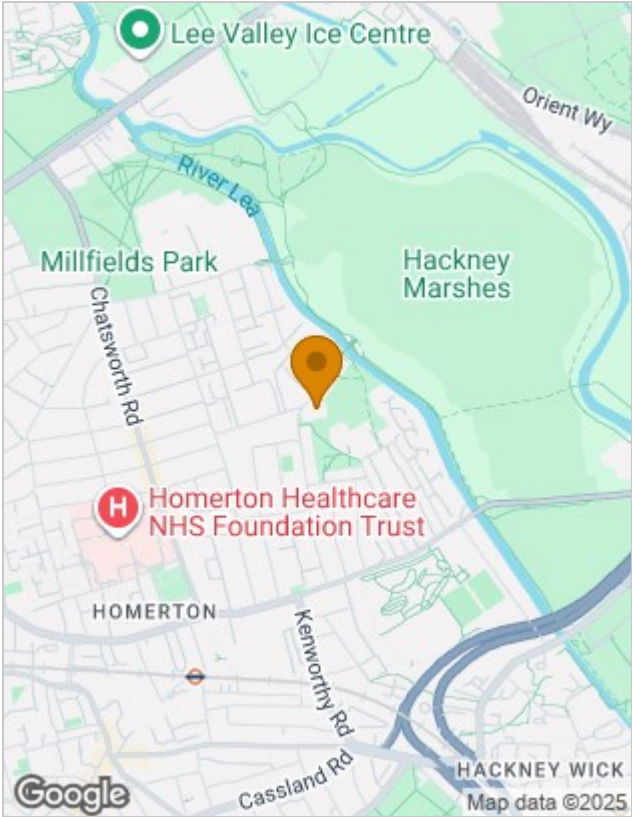 Lee Valley Ice Centre
Orient Wy
River Lea
Millfields Park
Hackney
Marshes
Chatsworth Rd
H
Homerton Healthcare
NHS Foundation Trust
HOMERTON
Kenworthy Rd
Cassland Rd
HACKNEY WICK
Google
Map data ©2025